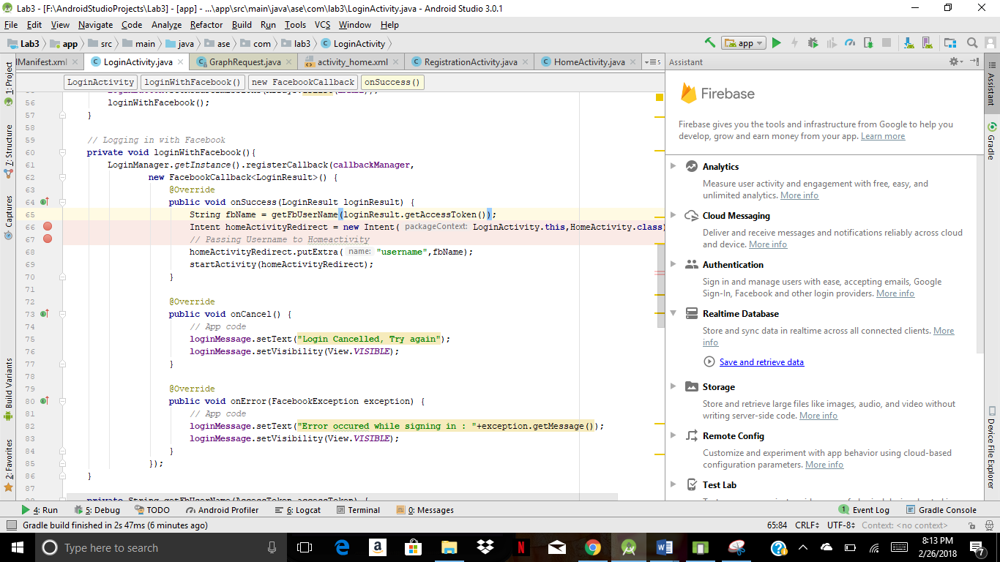 Lab3 - [F:\AndroidStudioProjects\Lab3] - [app] - ...\app\src\main\java\ase\com\lab3\LoginActivity.java - Android Studio 3.0.1
File Edit View Navigate Code Analyze Refactor Build Run Tools VCS Window Help
Lab3 app src main java ase com lab3 LoginActivity
app
Manifest.xml LoginActivity.java GraphRequest.java activity_home.xml RegistrationActivity.java HomeActivity.java
LoginActivity loginWithFacebook() new FacebookCallback onSuccess()
56 loginWithFacebook();
57 }
58
59 // Logging in with Facebook
60 private void loginWithFacebook(){
61 LoginManager.getInstance().registerCallback(callbackManager,
62 new FacebookCallback<LoginResult>() {
63 @Override
64 public void onSuccess(LoginResult loginResult) {
65 String fbName = getFbUserName(loginResult.getAccessToken());
66 Intent homeActivityRedirect = new Intent( packageContext: LoginActivity.this,HomeActivity.class)
67 // Passing Username to Homeactivity
68 homeActivityRedirect.putExtra( name: "username",fbName);
69 startActivity(homeActivityRedirect);
70 }
71
72 @Override
73 public void onCancel() {
74 // App code
75 loginMessage.setText("Login Cancelled, Try again");
76 loginMessage.setVisibility(View.VISIBLE);
77 }
78
79 @Override
80 public void onError(FacebookException exception) {
81 // App code
82 loginMessage.setText("Error occured while signing in : "+exception.getMessage());
83 loginMessage.setVisibility(View.VISIBLE);
84 }
85 });
86 }
87
private String getFbUserName(AccessToken accessToken) {
1: Project
7: Structure
Captures
Build Variants
2: Favorites
Assistant
Firebase
Firebase gives you the tools and infrastructure from Google to help you
develop, grow and earn money from your app. Learn more
Analytics
Measure user activity and engagement with free, easy, and
unlimited analytics. More info
Cloud Messaging
Deliver and receive messages and notifications reliably across cloud
and device. More info
Authentication
Sign in and manage users with ease, accepting emails, Google
Sign-In, Facebook and other login providers. More info
Realtime Database
Store and sync data in realtime across all connected clients. More
info
Save and retrieve data
Storage
Store and retrieve large files like images, audio, and video without
writing server-side code. More info
Remote Config
Customize and experiment with app behavior using cloud-based
configuration parameters. More info
Test Lab
Assistant
Gradle
Device File Explorer
4: Run 5: Debug TODO Android Profiler 6: Logcat Terminal 0: Messages 1 Event Log Gradle Console
Gradle build finished in 2s 47ms (6 minutes ago) 65:84 CRLF UTF-8 Context: <no context>
Type here to search
8:13 PM
2/26/2018
7